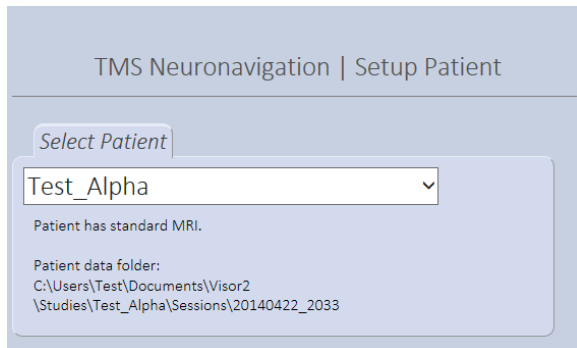 TMS Neuronavigation | Setup Patient
Select Patient
Test_Alpha
Patient has standard MRI.
Patient data folder:
C:\Users\Test\Documents\Visor2
\Studies\Test_Alpha\Sessions\20140422_2033